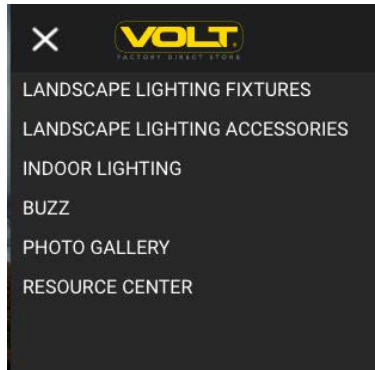 VOLT
FACTORY DIRECT STORE
LANDSCAPE LIGHTING FIXTURES
LANDSCAPE LIGHTING ACCESSORIES
INDOOR LIGHTING
BUZZ
PHOTO GALLERY
RESOURCE CENTER